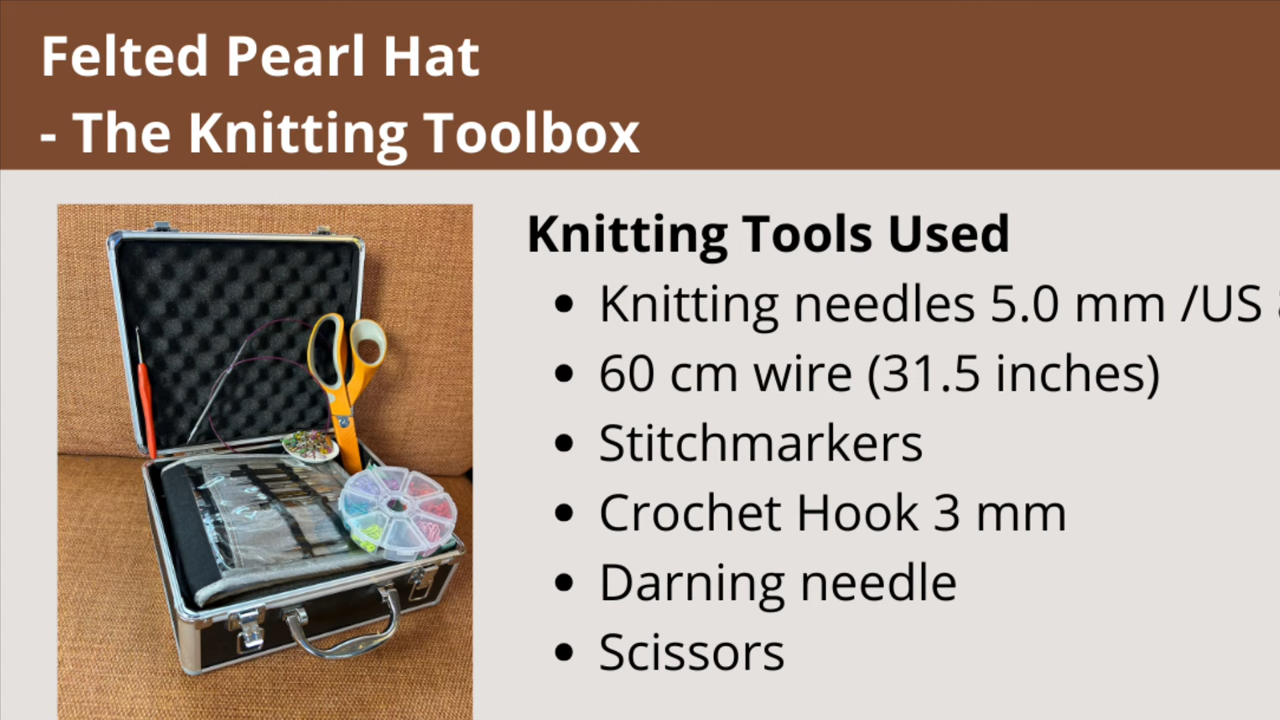 Felted Pearl Hat
- The Knitting Toolbox
Knitting Tools Used
• Knitting needles 5.0 mm /US
• 60 cm wire (31.5 inches)
• Stitchmarkers
• Crochet Hook 3 mm
• Darning needle
• Scissors